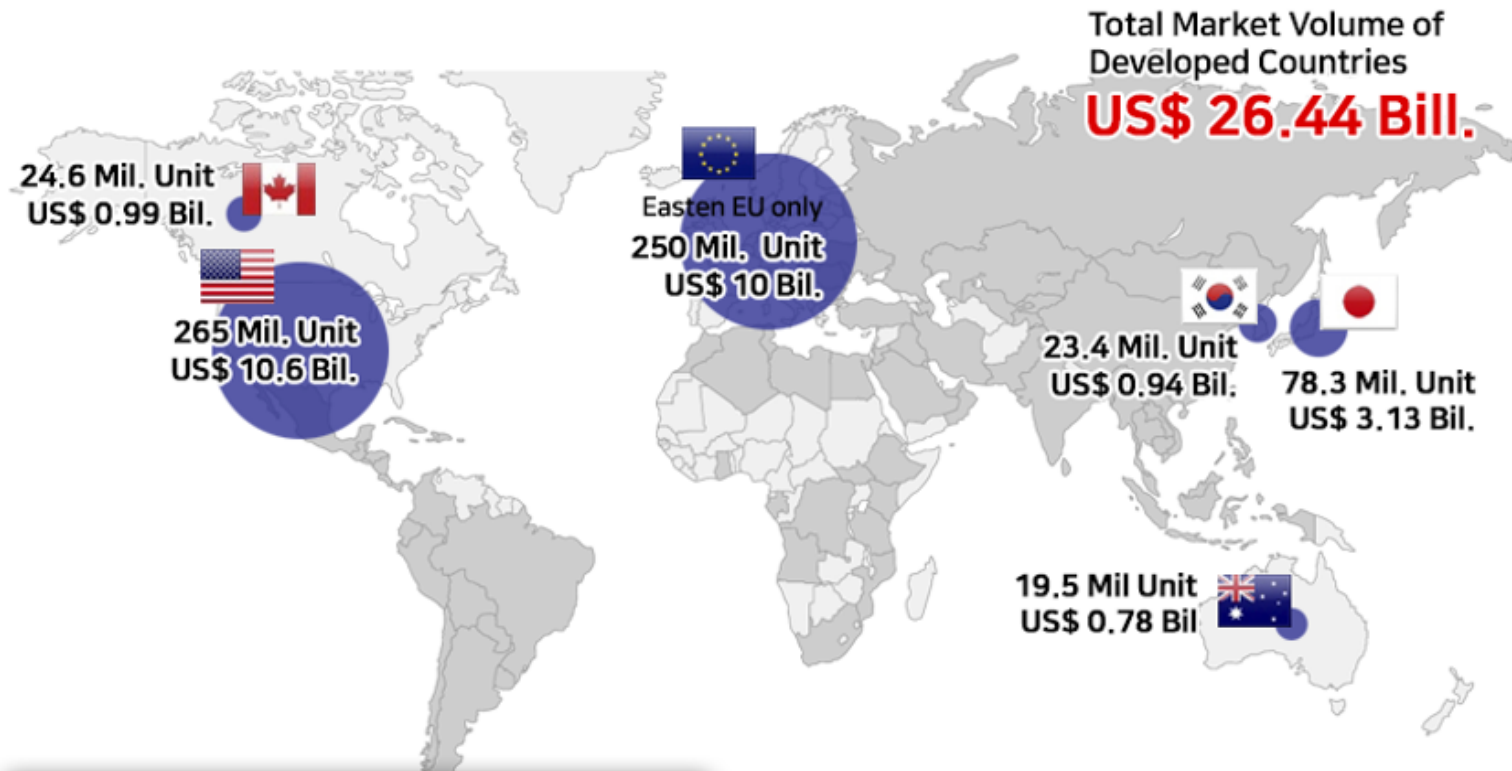 Total Market Volume of
Developed Countries
US$ 26.44 Bill.
24.6 Mil. Unit
US$ 0.99 Bil.
Easten EU only
250 Mil. Unit
US$ 10 Bil.
265 Mil. Unit
US$ 10.6 Bil.
23.4 Mil. Unit
US$ 0.94 Bil.
78.3 Mil. Unit
US$ 3.13 Bil.
19.5 Mil Unit
US$ 0.78 Bil